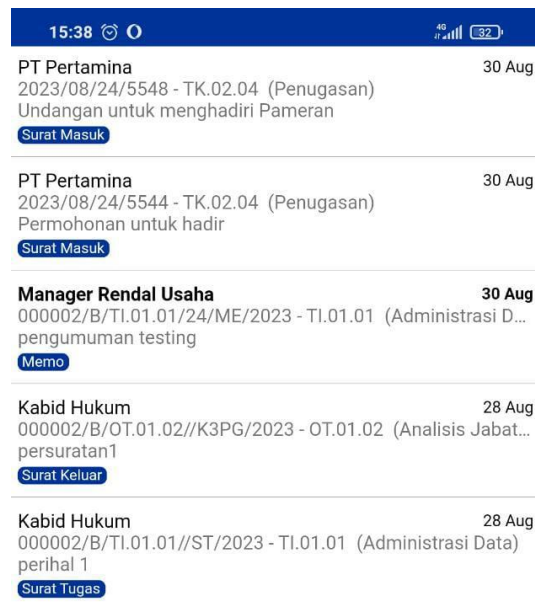 15:38
4G 32
PT Pertamina 30 Aug
2023/08/24/5548 - TK.02.04 (Penugasan)
Undangan untuk menghadiri Pameran
Surat Masuk
PT Pertamina 30 Aug
2023/08/24/5544 - TK.02.04 (Penugasan)
Permohonan untuk hadir
Surat Masuk
Manager Rendal Usaha 30 Aug
000002/B/TI.01.01/24/ME/2023 - TI.01.01 (Administrasi D...
pengumuman testing
Memo
Kabid Hukum 28 Aug
000002/B/OT.01.02//K3PG/2023 - OT.01.02 (Analisis Jabat...
persuratan1
Surat Keluar
Kabid Hukum 28 Aug
000002/B/TI.01.01//ST/2023 - TI.01.01 (Administrasi Data)
perihal 1
Surat Tugas